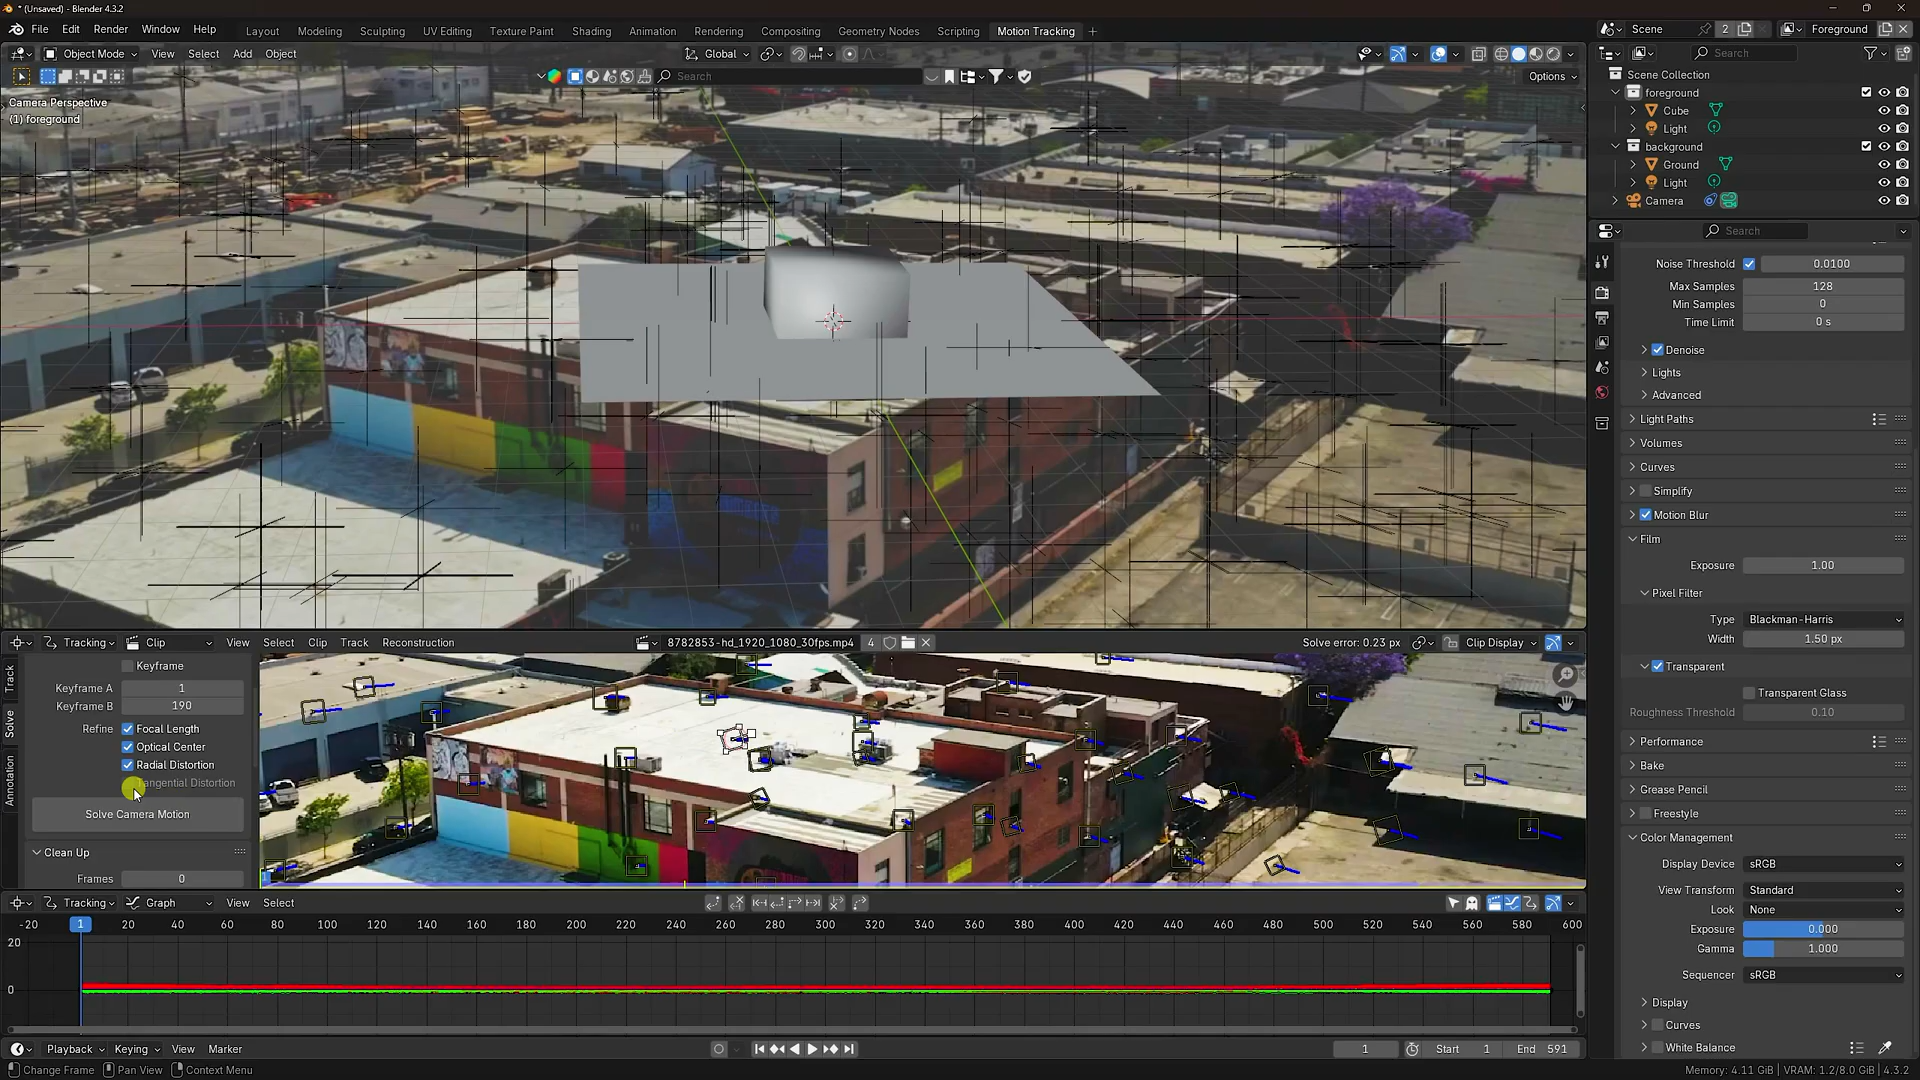 * (Unsaved) - Blender 4.3.2
File Edit Render Window Help
Layout Modeling Sculpting UV Editing Texture Paint Shading Animation Rendering Compositing Geometry Nodes Scripting Motion Tracking
Scene 2 Foreground
Object Mode View Select Add Object Global
Search
Search Options
Camera Perspective
(1) foreground
Scene Collection
foreground
Cube
Light
background
Ground
Light
Camera
Search
Noise Threshold 0.0100
Max Samples 128
Min Samples 0
Time Limit 0 s
Denoise
Lights
Advanced
Light Paths
Volumes
Curves
Simplify
Motion Blur
Film
Exposure 1.00
Pixel Filter
Type Blackman-Harris
Width 1.50 px
Transparent
Transparent Glass
Roughness Threshold 0.10
Performance
Bake
Grease Pencil
Freestyle
Color Management
Display Device sRGB
View Transform Standard
Look None
Exposure 0.000
Gamma 1.000
Sequencer sRGB
Display
Curves
White Balance
Tracking Clip View Select Clip Track Reconstruction 8782853-hd_1920_1080_30fps.mp4 4 Solve error: 0.23 px Clip Display
Track
Solve
Annotation
Keyframe
Keyframe A 1
Keyframe B 190
Refine Focal Length
Optical Center
Radial Distortion
Tangential Distortion
Solve Camera Motion
Clean Up
Frames 0
Tracking Graph View Select
-20 1 20 40 60 80 100 120 140 160 180 200 220 240 260 280 300 320 340 360 380 400 420 440 460 480 500 520 540 560 580 600
20
0
Playback Keying View Marker 1 Start 1 End 591
Change Frame Pan View Context Menu Memory: 4.11 GiB | VRAM: 1.2/8.0 GiB | 4.3.2